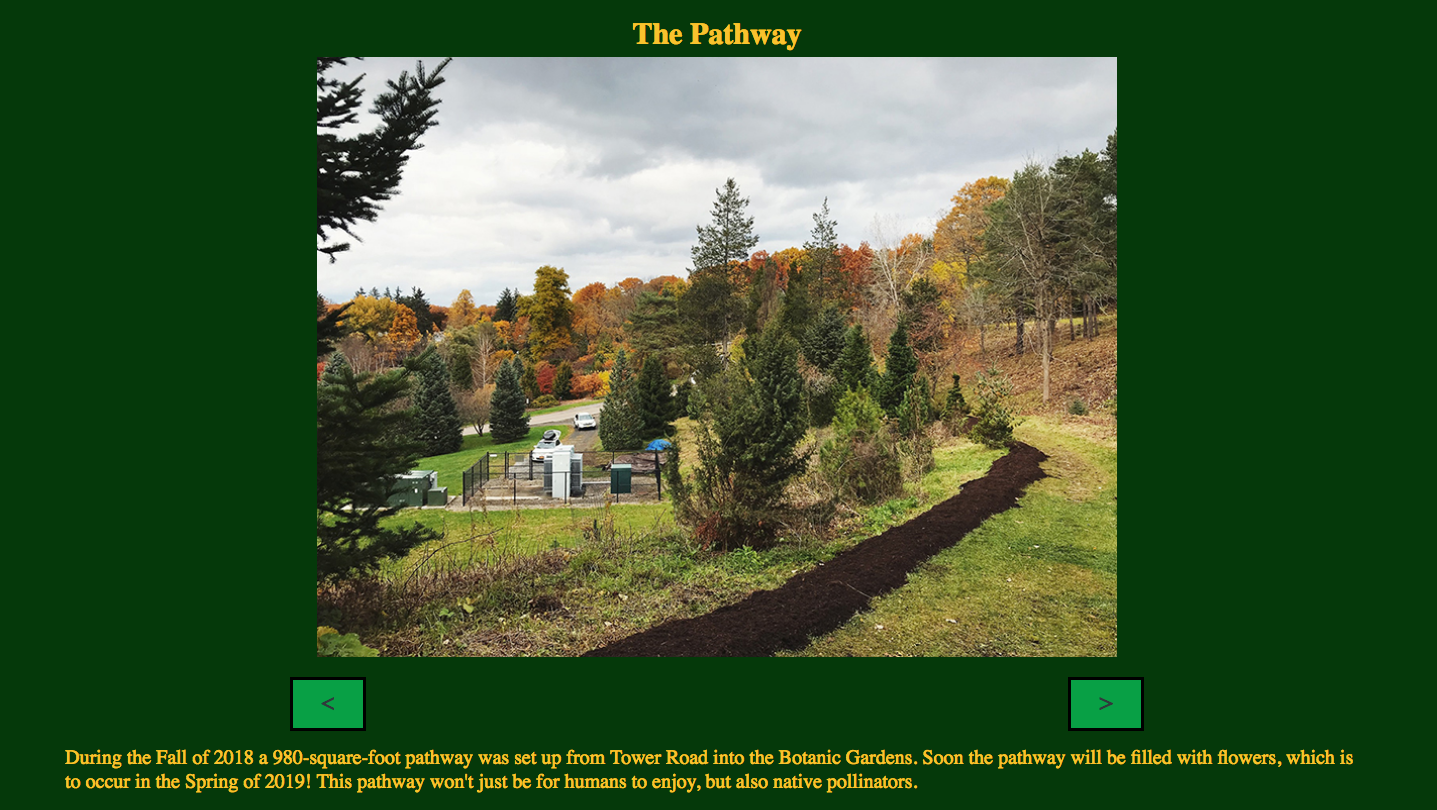 The Pathway
<
>
During the Fall of 2018 a 980-square-foot pathway was set up from Tower Road into the Botanic Gardens. Soon the pathway will be filled with flowers, which is
to occur in the Spring of 2019! This pathway won't just be for humans to enjoy, but also native pollinators.